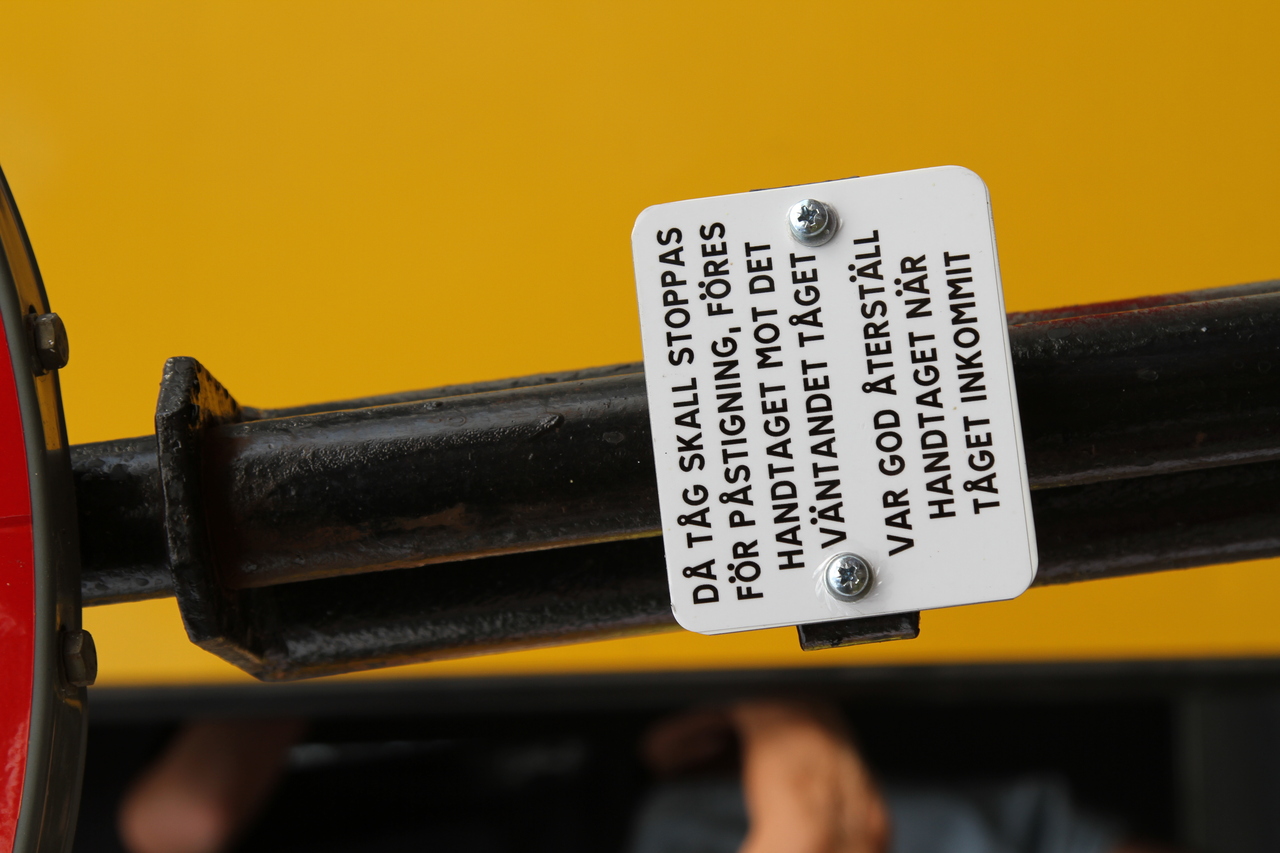 DÅ TÅG SKALL STOPPAS
FÖR PÅSTIGNING, FÖRES
HANDTAGET MOT DET
VÄNTANDET TÅGET
VAR GOD ÅTERSTÄLL
HANDTAGET NÄR
TÅGET INKOMMIT